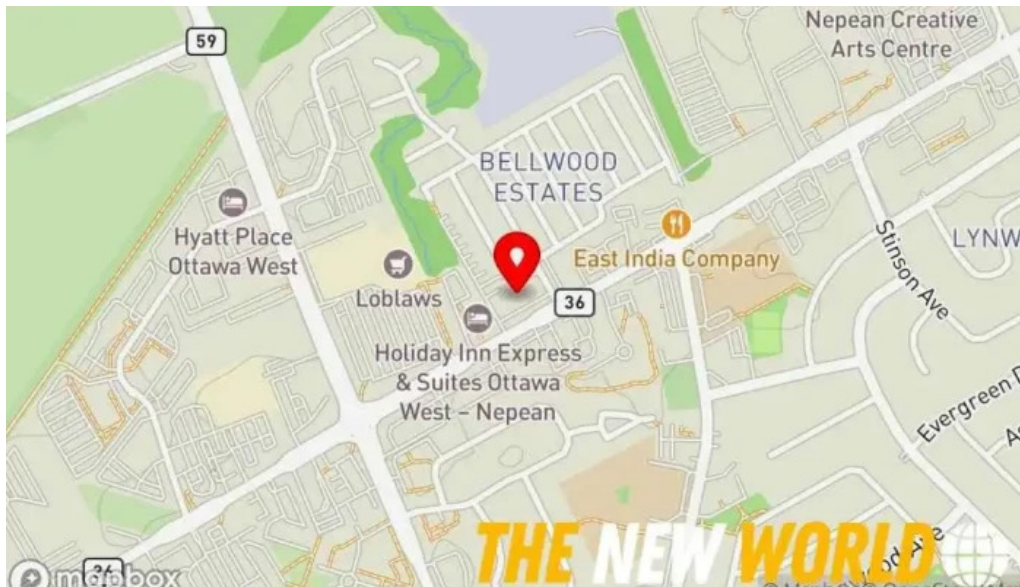 59
Nepean Creative
Arts Centre
BELLWOOD
ESTATES
Hyatt Place
Ottawa West
East India Company
Stinson Ave
LYNW
Loblaws
36
Holiday Inn Express
& Suites Ottawa
West – Nepean
Evergreen D
As
THE NEW WORLD
36
mapbox